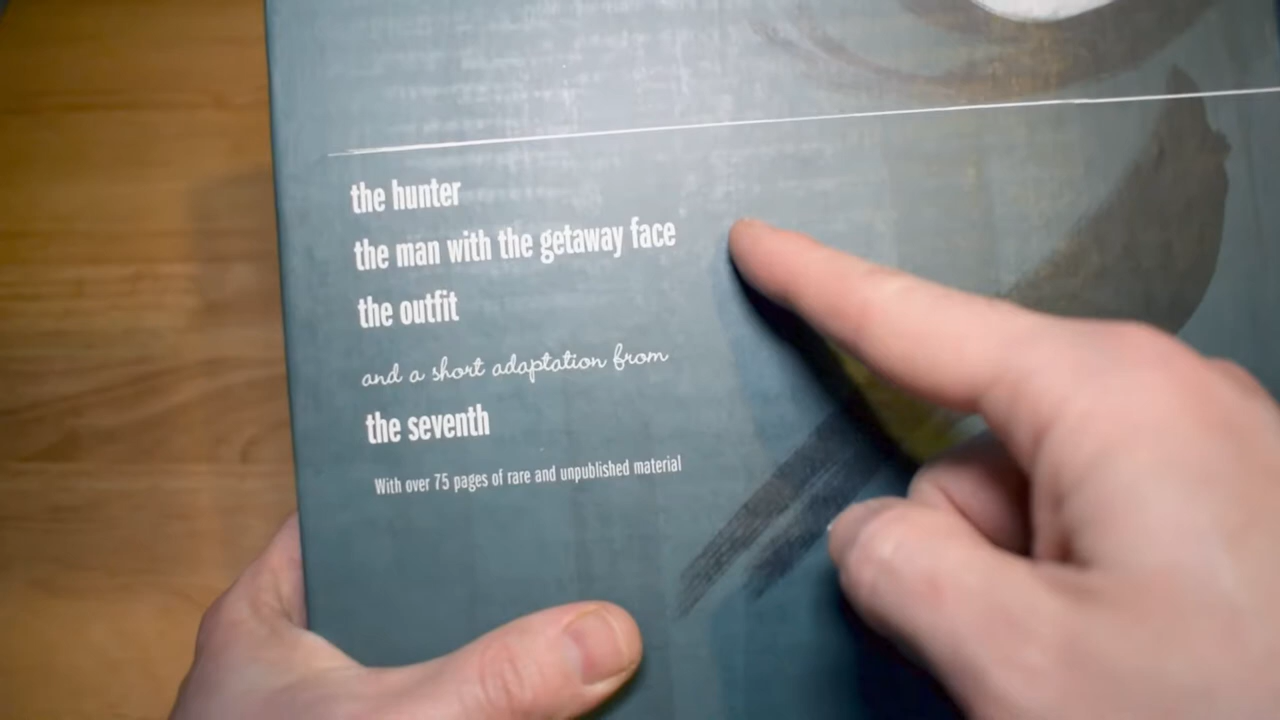 the hunter
the man with the getaway face
the outfit
and a short adaptation from
the seventh
With over 75 pages of rare and unpublished material